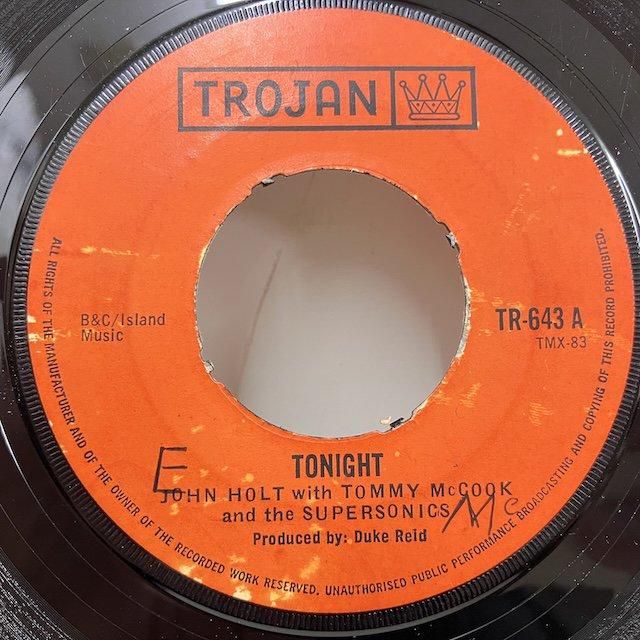 TROJAN
B&C/Island
Music
TR-643 A
TMX-83
E
TONIGHT
JOHN HOLT with TOMMY McCOOK
and the SUPERSONICS
Mc
Produced by: Duke Reid
ALL RIGHTS OF THE MANUFACTURER AND OF THE OWNER OF THE RECORDED WORK RESERVED. UNAUTHORISED PUBLIC PERFORMANCE BROADCASTING AND COPYING OF THIS RECORD PROHIBITED.